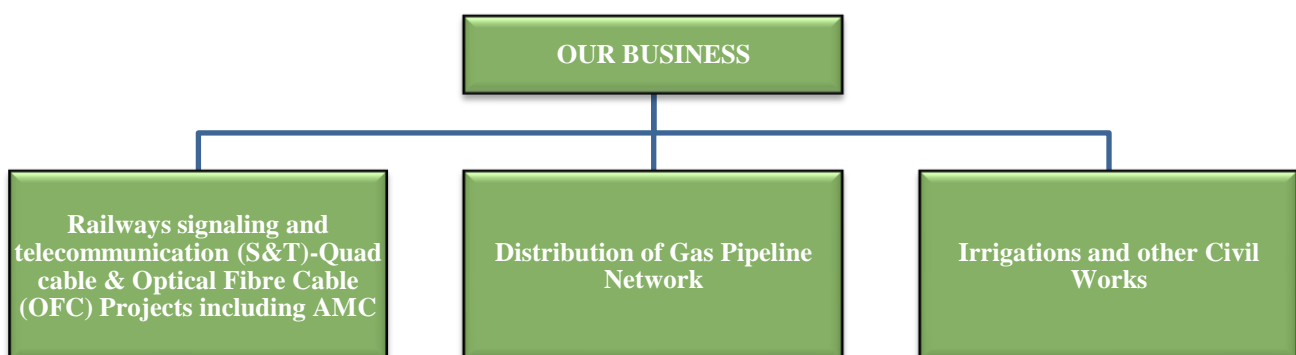 OUR BUSINESS
Railways signaling and
telecommunication (S&T)-Quad
cable & Optical Fibre Cable
(OFC) Projects including AMC
Distribution of Gas Pipeline
Network
Irrigations and other Civil
Works